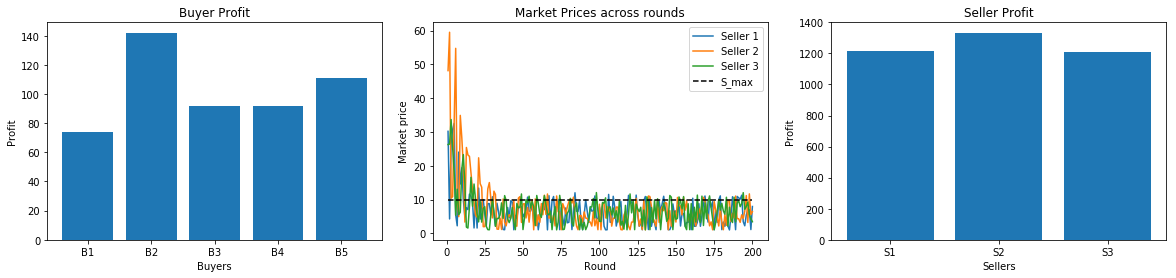 Buyer Profit
Profit
140
120
100
80
60
40
20
0
B1 B2 B3 B4 B5
Buyers
Market Prices across rounds
Market price
60
50
40
30
20
10
0
Seller 1
Seller 2
Seller 3
S_max
0 25 50 75 100 125 150 175 200
Round
Seller Profit
Profit
1400
1200
1000
800
600
400
200
0
S1 S2 S3
Sellers